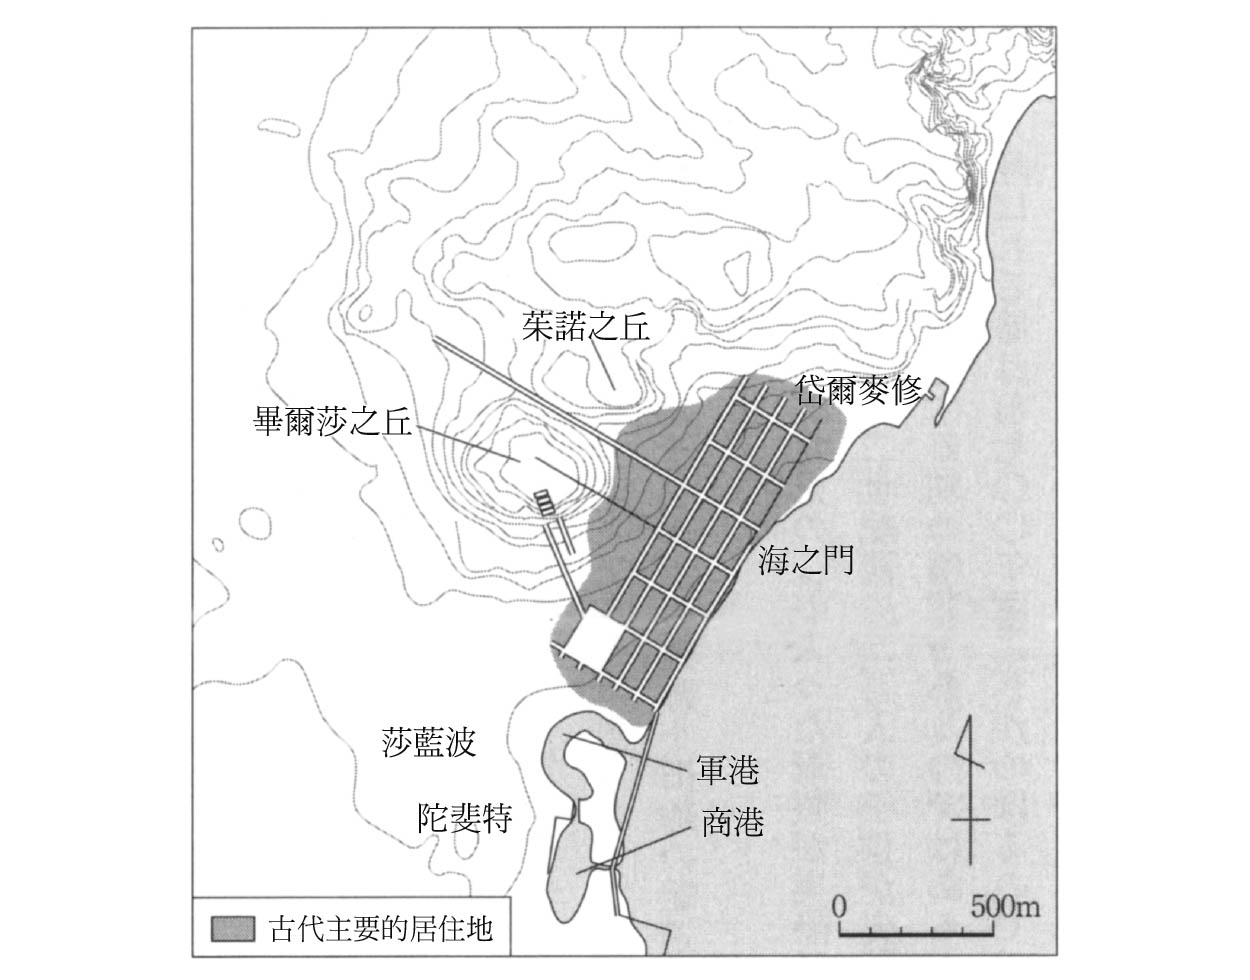 茱諾之丘
岱爾麥修
畢爾莎之丘
海之門
莎藍波
軍港
陀斐特
商港
0 500m
古代主要的居住地